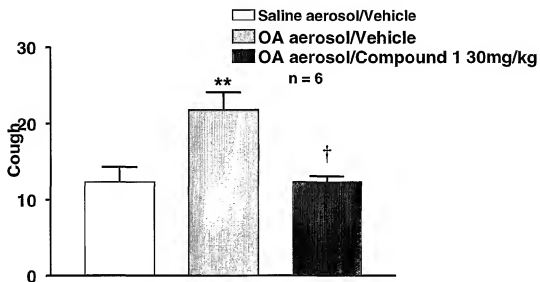 Saline aerosol/Vehicle
OA aerosol/Vehicle
OA aerosol/Compound 1 30mg/kg
n = 6
30
20
10
0
Cough
**
†